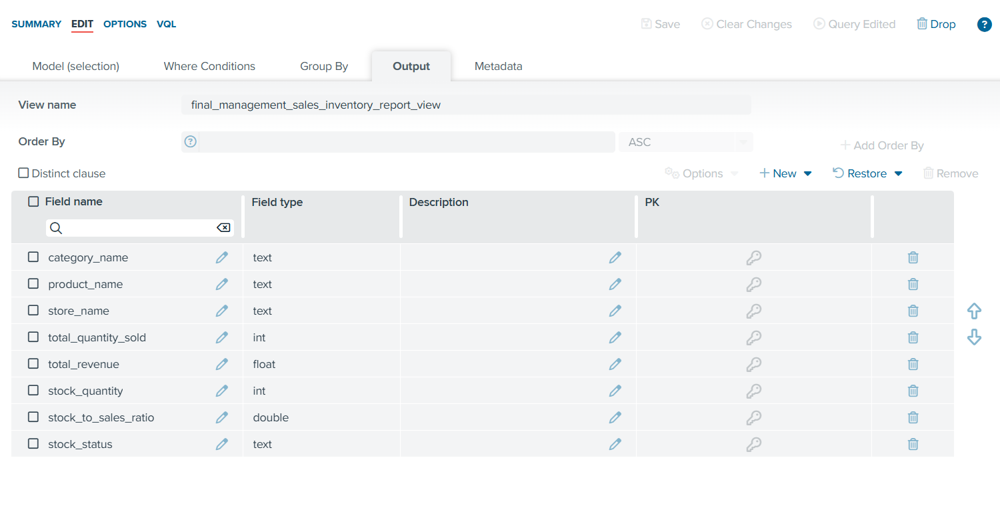 SUMMARY EDIT OPTIONS VQL Save Clear Changes Query Edited Drop ?
Model (selection) Where Conditions Group By Output Metadata
View name final_management_sales_inventory_report_view
Order By ? ASC Add Order By
Distinct clause Options New Restore Remove
Field name Field type Description PK
category_name text
product_name text
store_name text
total_quantity_sold int
total_revenue float
stock_quantity int
stock_to_sales_ratio double
stock_status text